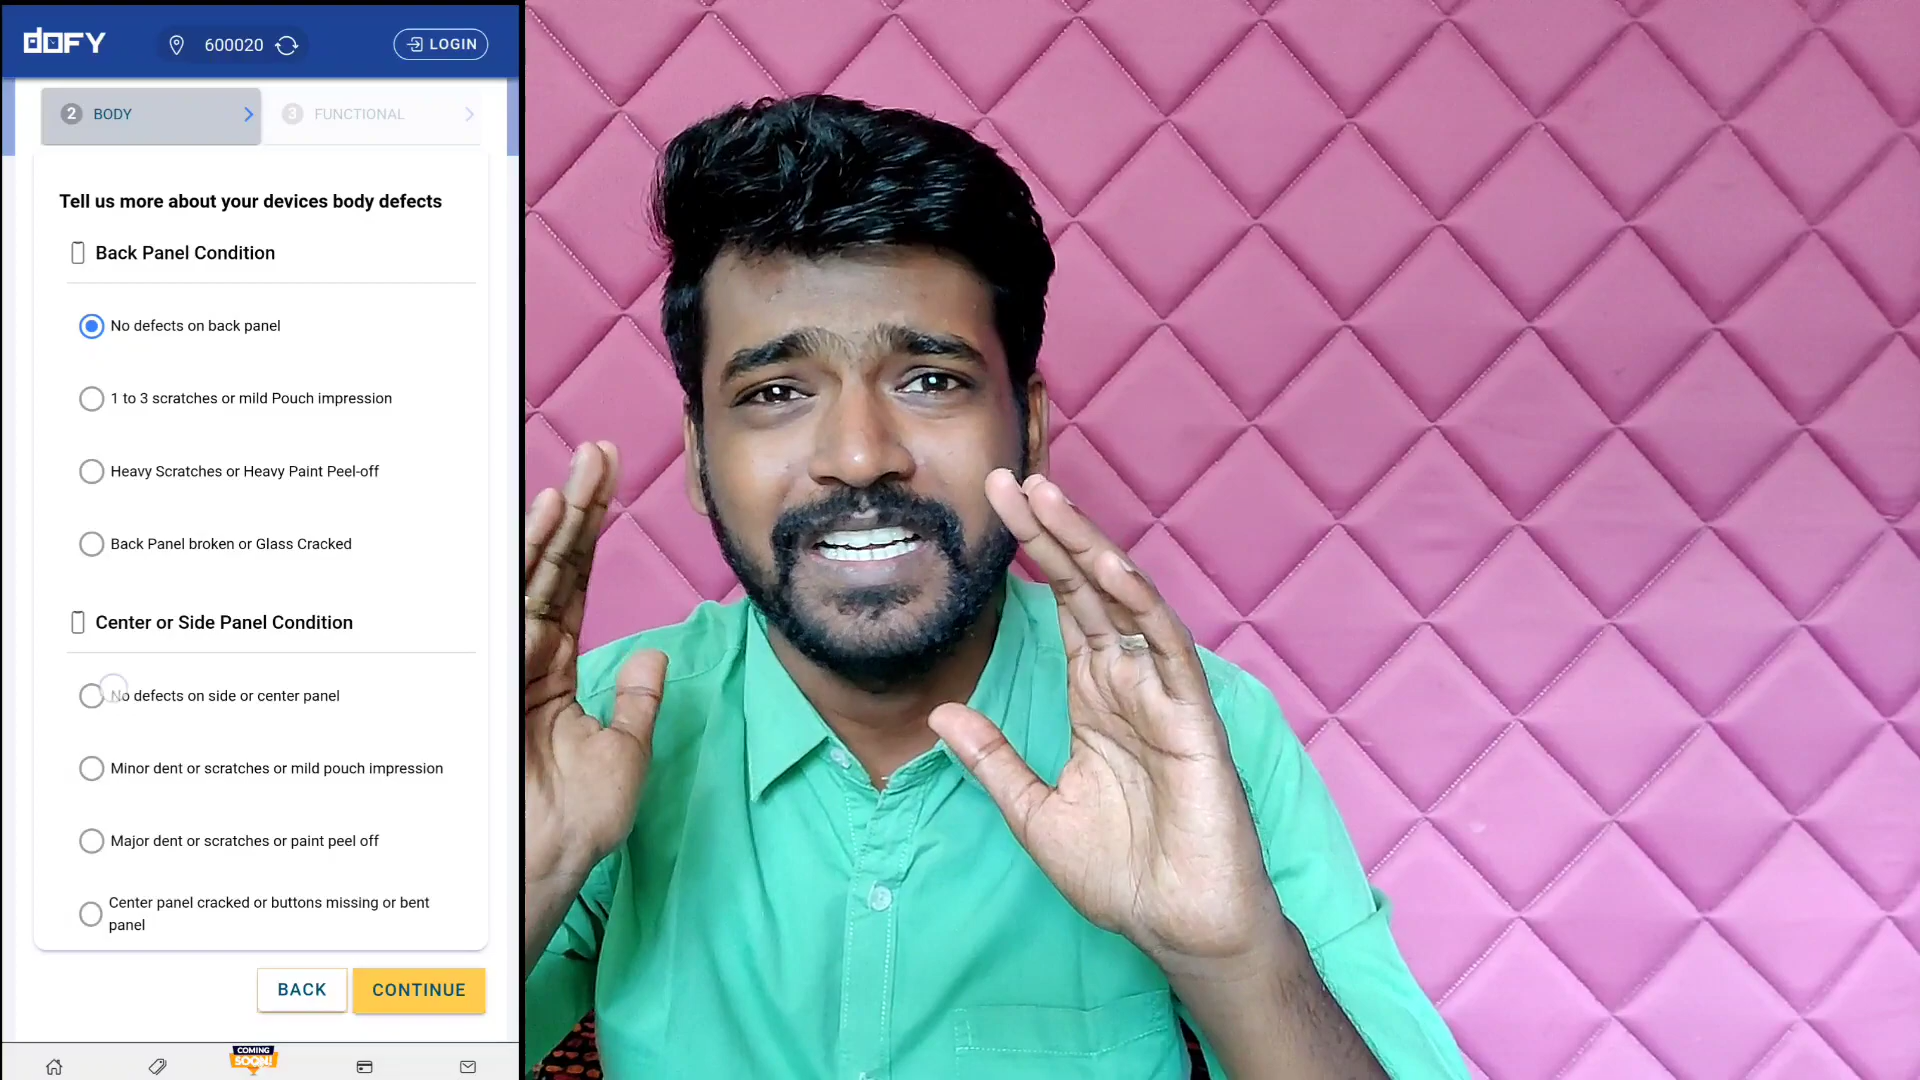 DOFY
600020
LOGIN
2 BODY
3 FUNCTIONAL
Tell us more about your devices body defects
Back Panel Condition
No defects on back panel
1 to 3 scratches or mild Pouch impression
Heavy Scratches or Heavy Paint Peel-off
Back Panel broken or Glass Cracked
Center or Side Panel Condition
No defects on side or center panel
Minor dent or scratches or mild pouch impression
Major dent or scratches or paint peel off
Center panel cracked or buttons missing or bent
panel
BACK
CONTINUE
COMING
SOON!